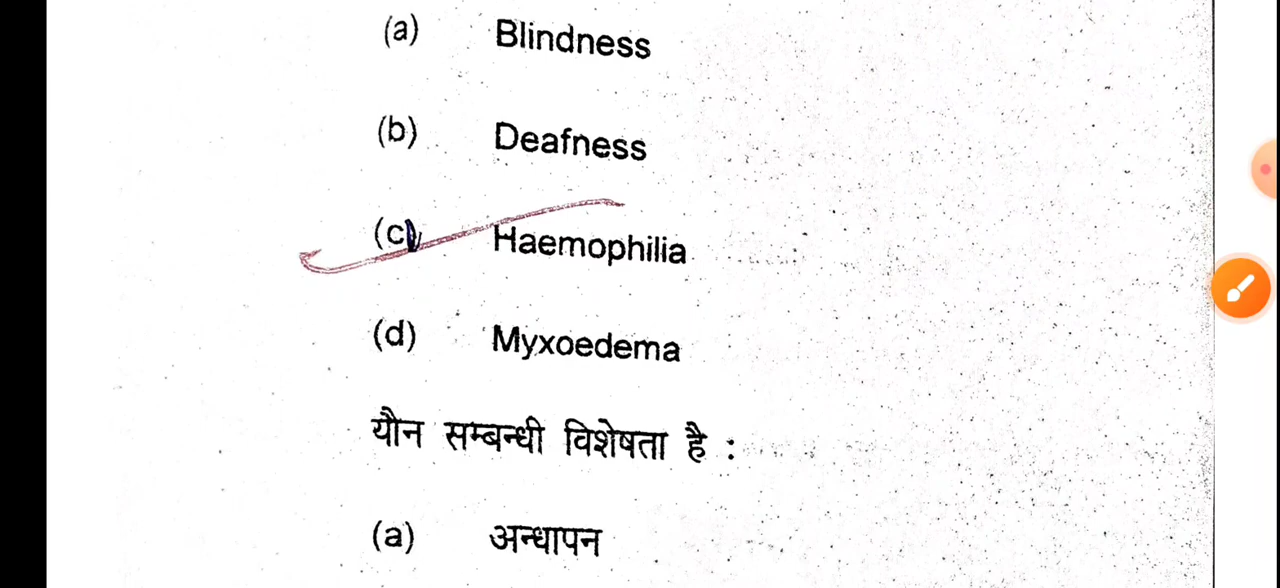 (a) Blindness
(b) Deafness
(c) Haemophilia
(d) Myxoedema
यौन सम्बन्धी विशेषता है :
(a) अन्धापन